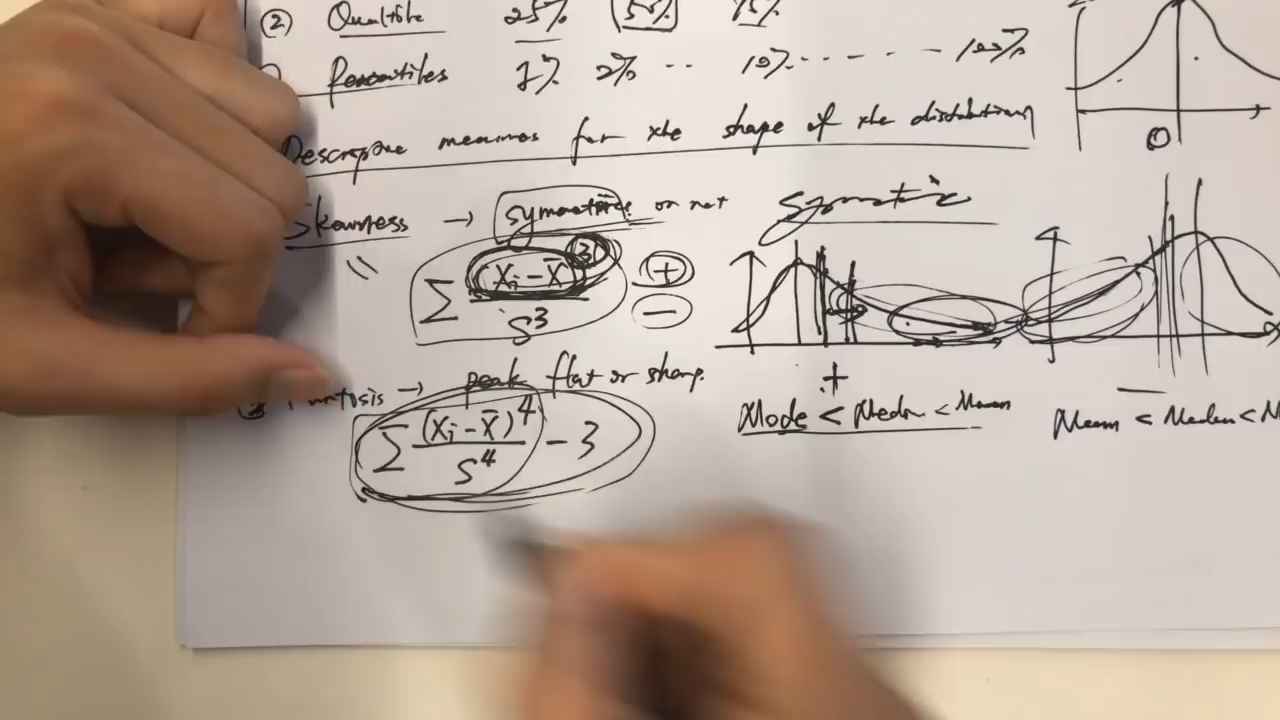 (2) Quartile 25% 50% 75%
Percentiles 1% 2% .. 10% ........ 100%
0
Descriptive measures for the shape of the distribution
Skewness → symmetric or not
symmetric
∑ (Xi - X̄)3 / S3
+
−
+
−
Mode < Median < Mean
Mean < Median < M
→ peak flat or sharp.
∑ (Xi - X̄)4 / S4 - 3